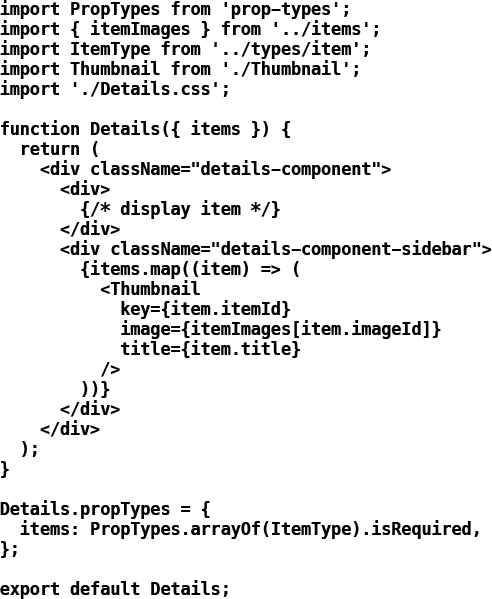 import PropTypes from 'prop-types';
import { itemImages } from '../items';
import ItemType from '../types/item';
import Thumbnail from './Thumbnail';
import './Details.css';

function Details({ items }) {
  return (
    <div className="details-component">
      <div>
        {/* display item */}
      </div>
      <div className="details-component-sidebar">
        {items.map((item) => (
          <Thumbnail
            key={item.itemId}
            image={itemImages[item.imageId]}
            title={item.title}
          />
        ))}
      </div>
    </div>
  );
}

Details.propTypes = {
  items: PropTypes.arrayOf(ItemType).isRequired,
};

export default Details;